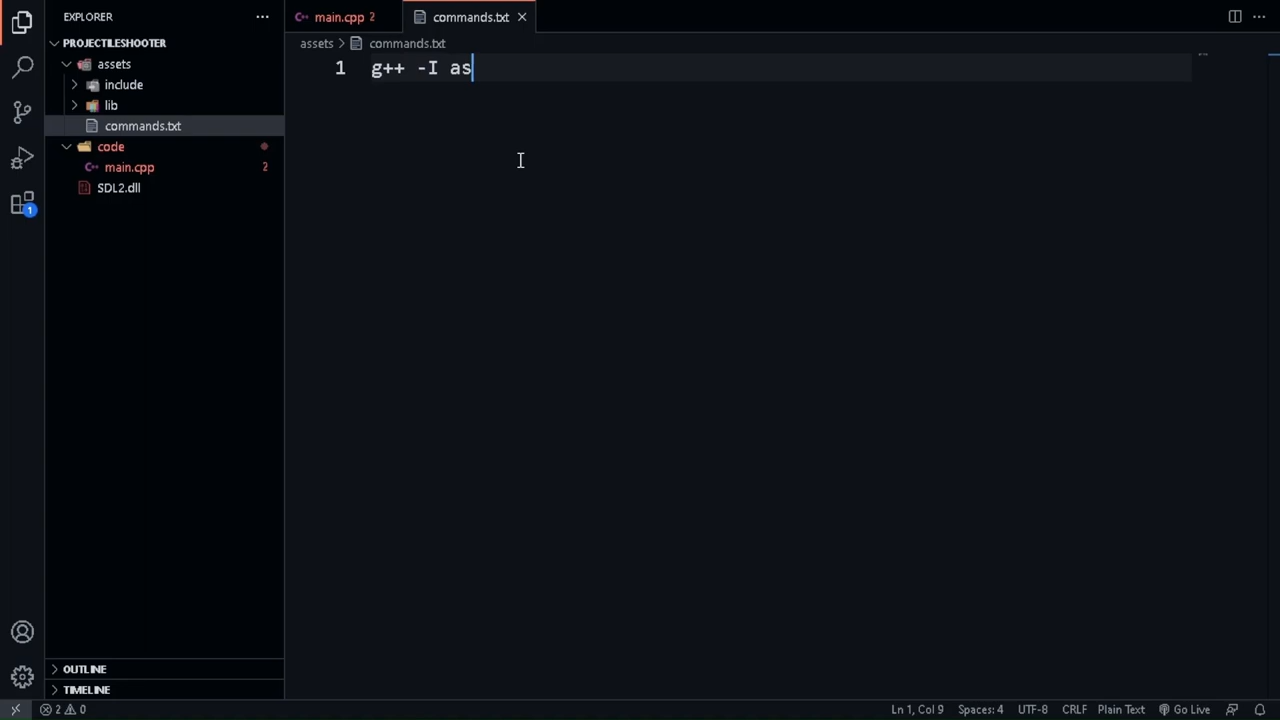 EXPLORER
PROJECTILESHOOTER
assets
include
lib
commands.txt
code
main.cpp 2
SDL2.dll
OUTLINE
TIMELINE
1
main.cpp 2
commands.txt
assets > commands.txt
1 g++ -I as
2 0
Ln 1, Col 9 Spaces: 4 UTF-8 CRLF Plain Text Go Live